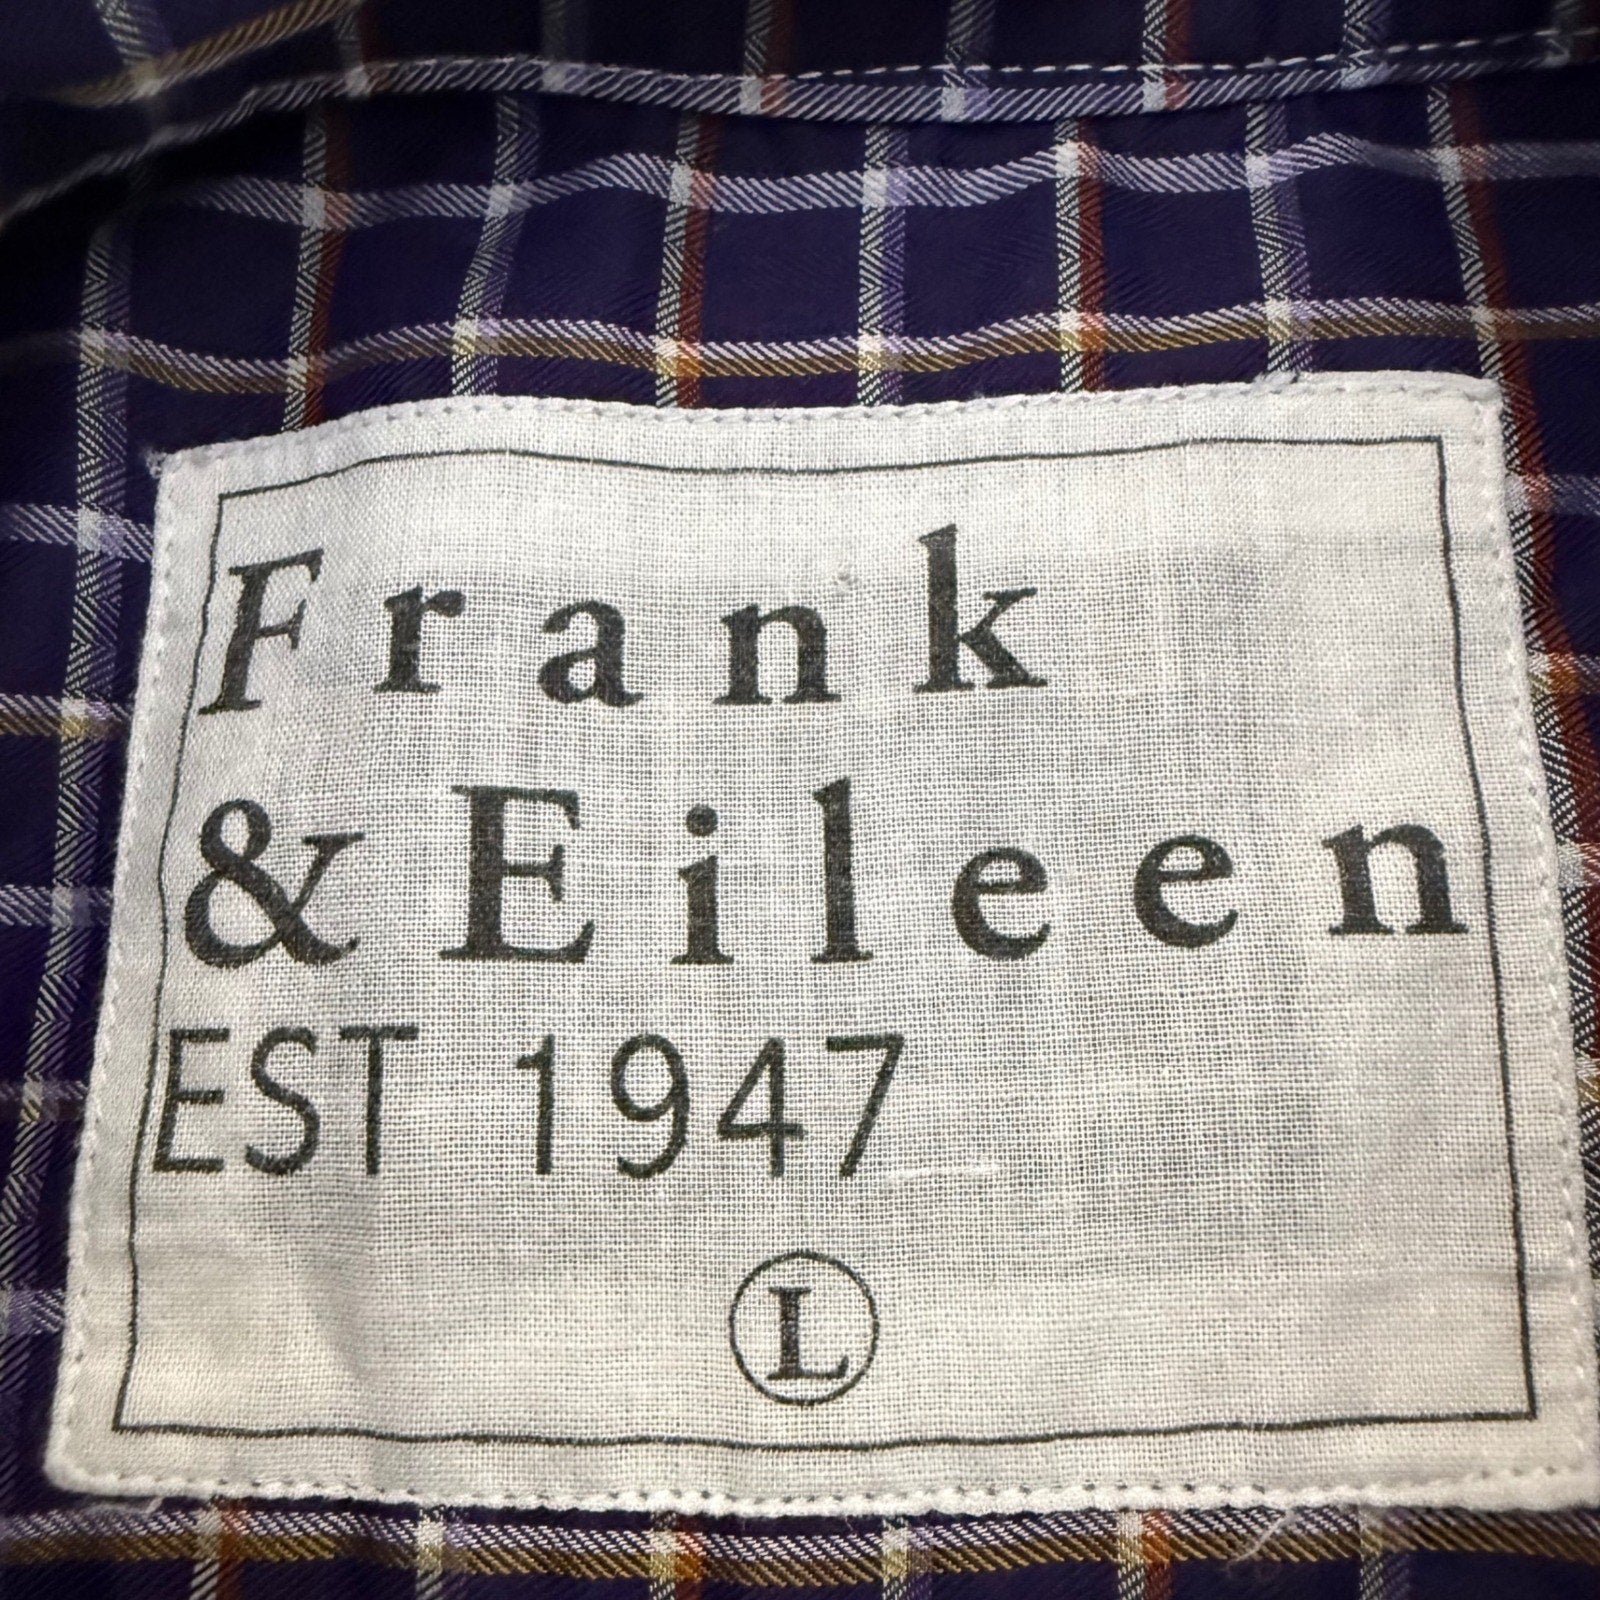 Frank
& Eileen
EST 1947
L